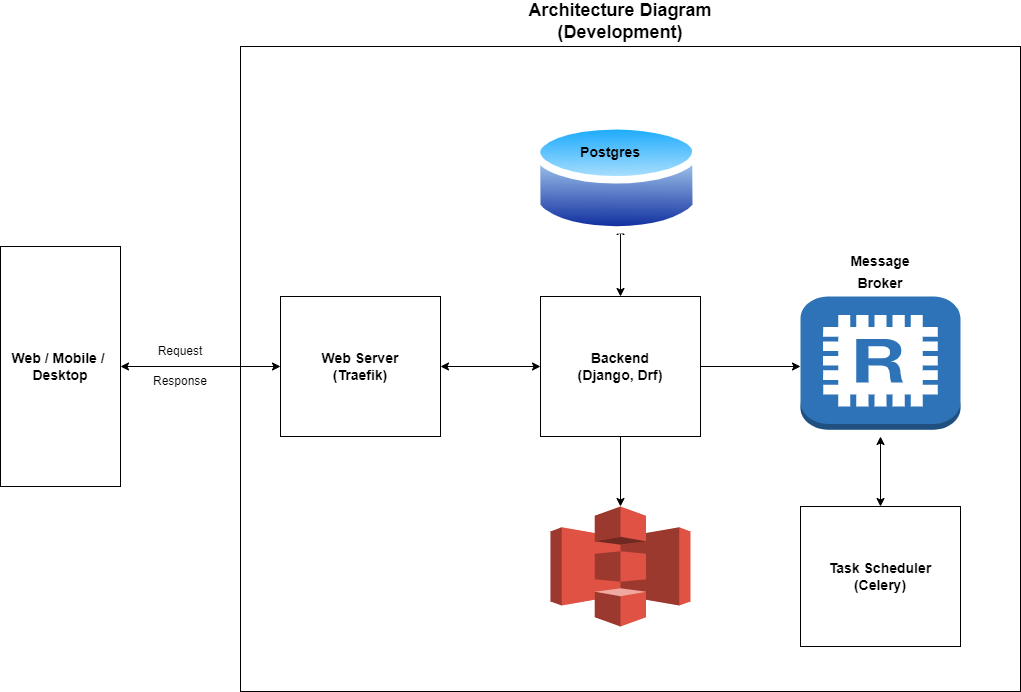 Architecture Diagram
(Development)
Postgres
Message
Broker
Web / Mobile /
Desktop
Request
Response
Web Server
(Traefik)
Backend
(Django, Drf)
R
Task Scheduler
(Celery)